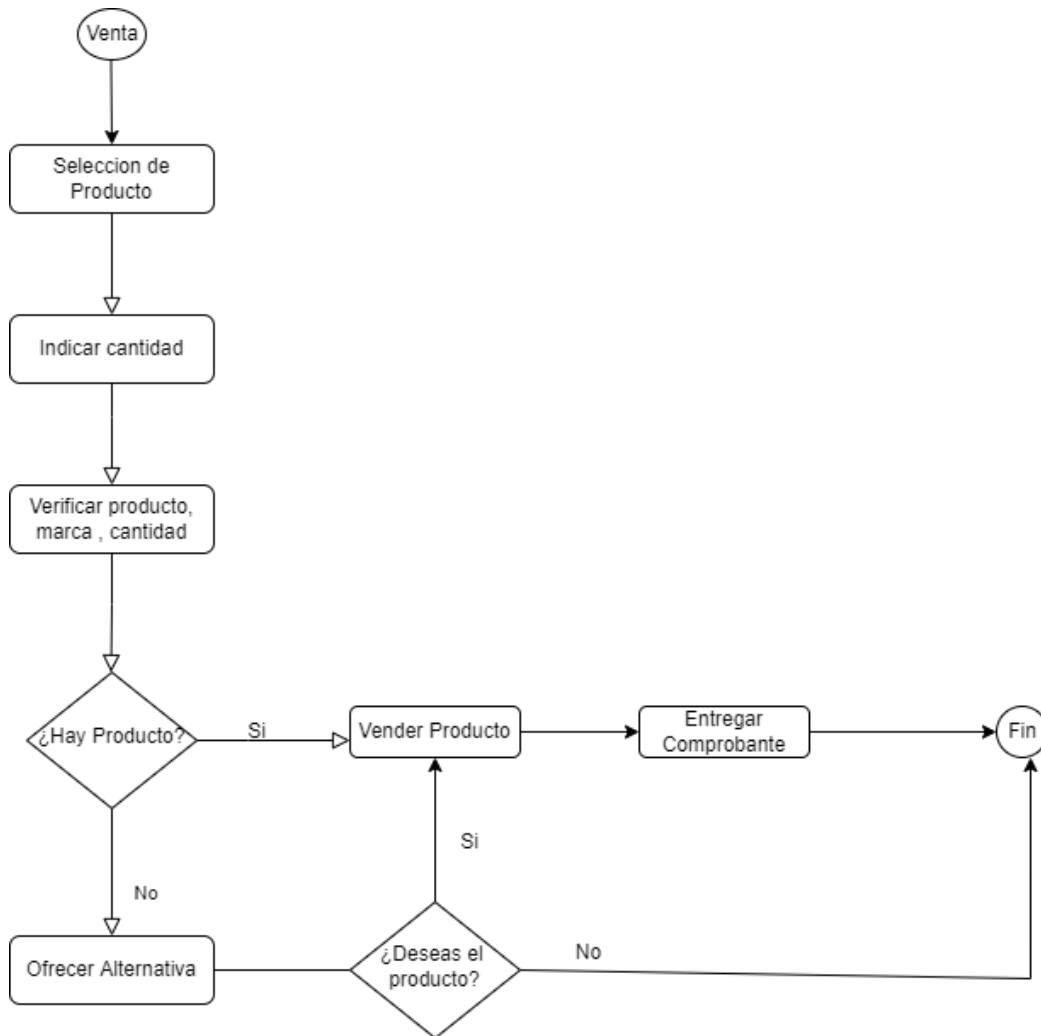 Venta
Seleccion de
Producto
Indicar cantidad
Verificar producto,
marca , cantidad
¿Hay Producto?
Si
Vender Producto
Entregar
Comprobante
Fin
Si
No
Ofrecer Alternativa
¿Deseas el
producto?
No